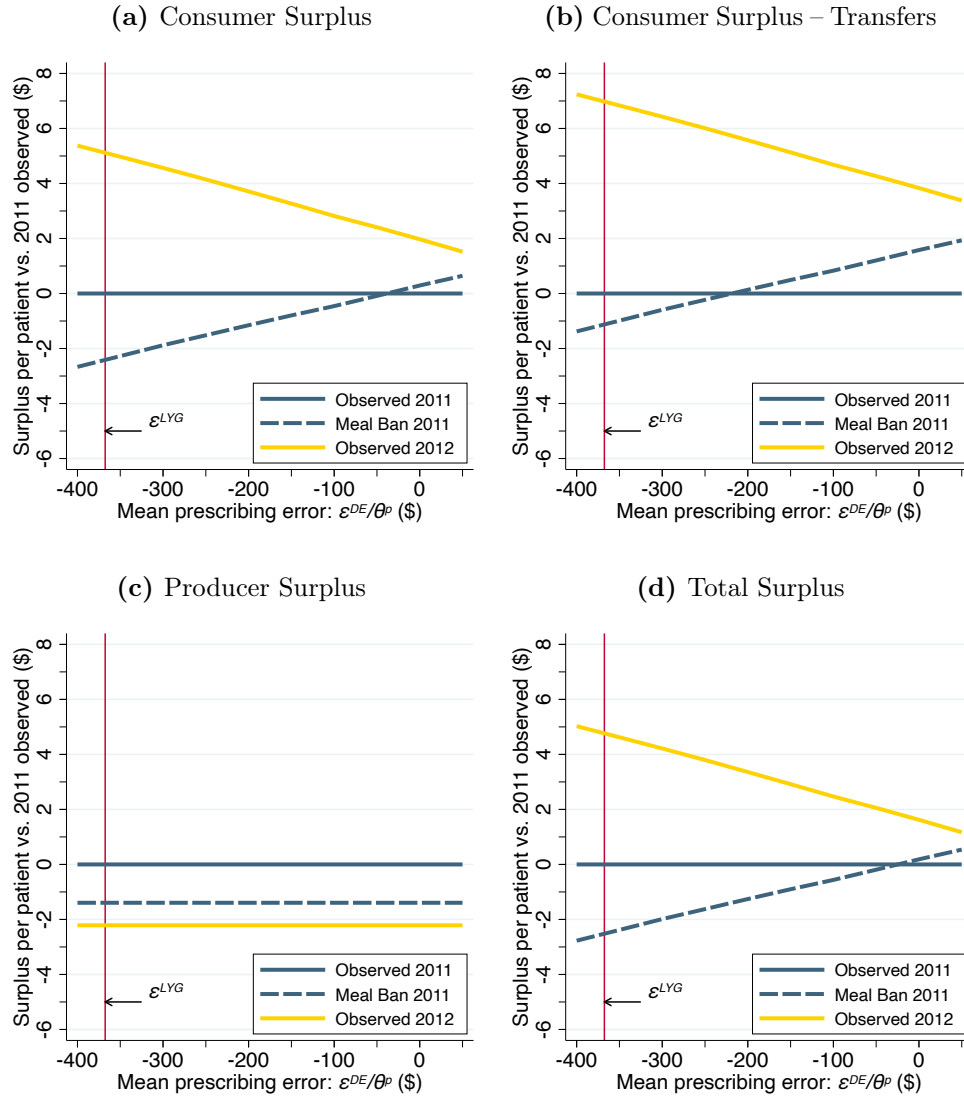 (a) Consumer Surplus
Surplus per patient vs. 2011 observed ($)
8
6
4
2
0
-2
-4
-6
Observed 2011
Meal Ban 2011
Observed 2012
ε^LYG
-400 -300 -200 -100 0
Mean prescribing error: ε^DE/θ^p ($)
(b) Consumer Surplus – Transfers
Surplus per patient vs. 2011 observed ($)
8
6
4
2
0
-2
-4
-6
Observed 2011
Meal Ban 2011
Observed 2012
ε^LYG
-400 -300 -200 -100 0
Mean prescribing error: ε^DE/θ^p ($)
(c) Producer Surplus
Surplus per patient vs. 2011 observed ($)
8
6
4
2
0
-2
-4
-6
Observed 2011
Meal Ban 2011
Observed 2012
ε^LYG
-400 -300 -200 -100 0
Mean prescribing error: ε^DE/θ^p ($)
(d) Total Surplus
Surplus per patient vs. 2011 observed ($)
8
6
4
2
0
-2
-4
-6
Observed 2011
Meal Ban 2011
Observed 2012
ε^LYG
-400 -300 -200 -100 0
Mean prescribing error: ε^DE/θ^p ($)